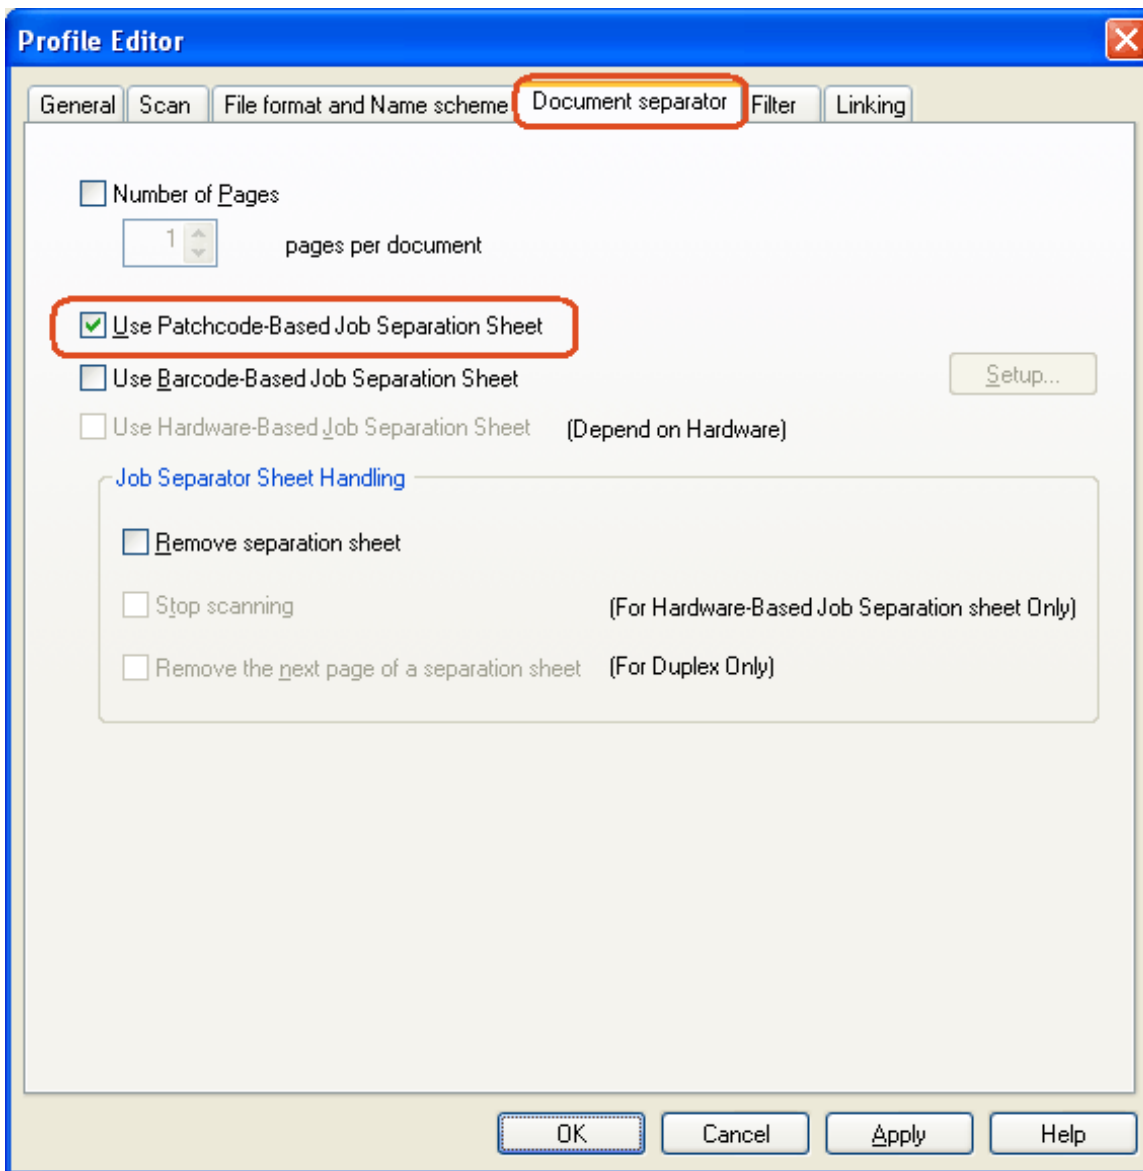 Profile Editor
General Scan File format and Name scheme Document separator Filter Linking
Number of Pages
1 pages per document
Use Patchcode-Based Job Separation Sheet
Use Barcode-Based Job Separation Sheet Setup...
Use Hardware-Based Job Separation Sheet (Depend on Hardware)
Job Separator Sheet Handling
Remove separation sheet
Stop scanning (For Hardware-Based Job Separation sheet Only)
Remove the next page of a separation sheet (For Duplex Only)
OK Cancel Apply Help